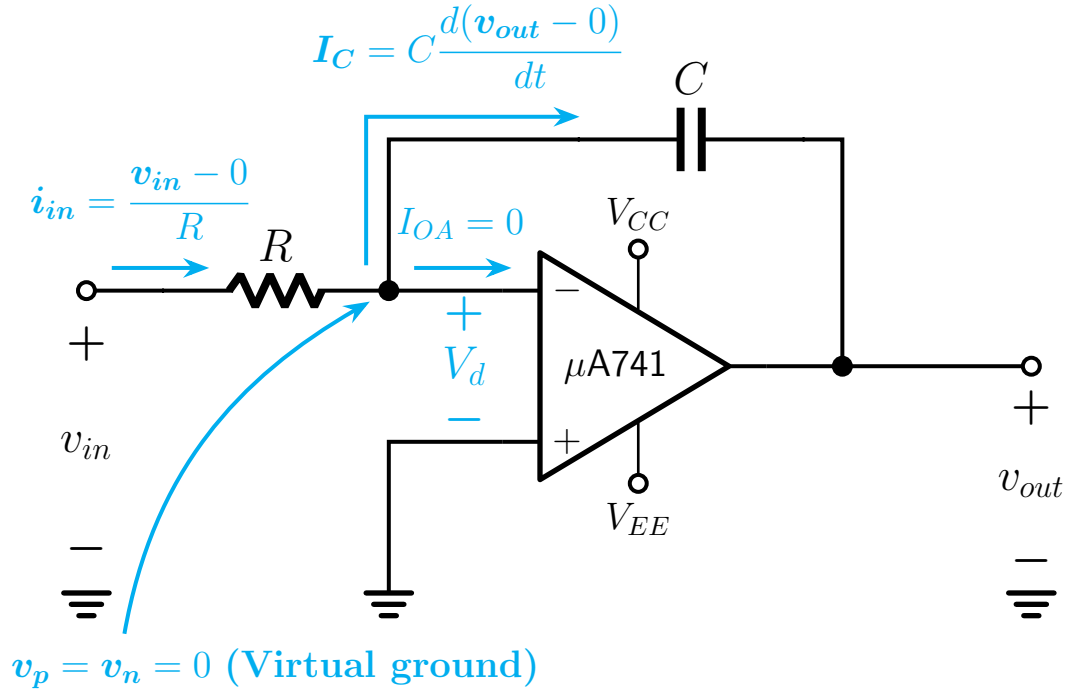 I_C = C d(v_out − 0)/dt
C
i_in = (v_in − 0)/R
R
I_OA = 0
V_CC
+
−
+
V_d
−
μA741
+
V_EE
+
v_in
−
+
v_out
−
v_p = v_n = 0 (Virtual ground)